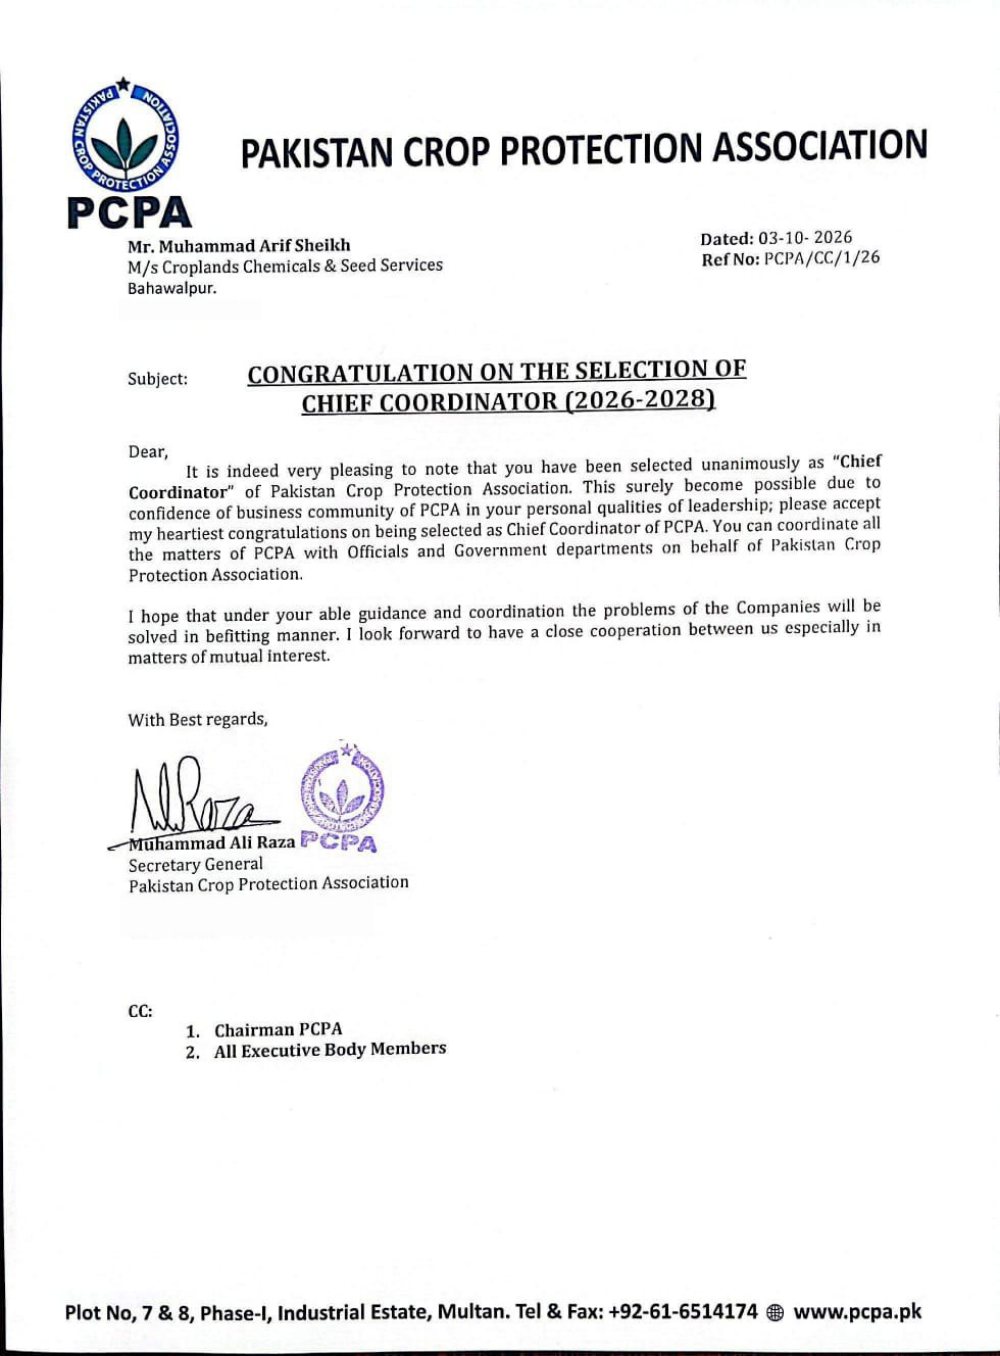 PAKISTAN CROP PROTECTION ASSOCIATION
PCPA
PAKISTAN CROP PROTECTION ASSOCIATION
Mr. Muhammad Arif Sheikh
M/s Croplands Chemicals & Seed Services
Bahawalpur.
Dated: 03-10- 2026
Ref No: PCPA/CC/1/26
Subject: CONGRATULATION ON THE SELECTION OF
CHIEF COORDINATOR (2026-2028)
Dear,
It is indeed very pleasing to note that you have been selected unanimously as “Chief
Coordinator” of Pakistan Crop Protection Association. This surely become possible due to
confidence of business community of PCPA in your personal qualities of leadership; please accept
my heartiest congratulations on being selected as Chief Coordinator of PCPA. You can coordinate all
the matters of PCPA with Officials and Government departments on behalf of Pakistan Crop
Protection Association.
I hope that under your able guidance and coordination the problems of the Companies will be
solved in befitting manner. I look forward to have a close cooperation between us especially in
matters of mutual interest.
With Best regards,
Muhammad Ali Raza
PCPA
Secretary General
Pakistan Crop Protection Association
CC:
1. Chairman PCPA
2. All Executive Body Members
Plot No, 7 & 8, Phase-I, Industrial Estate, Multan. Tel & Fax: +92-61-6514174 www.pcpa.pk